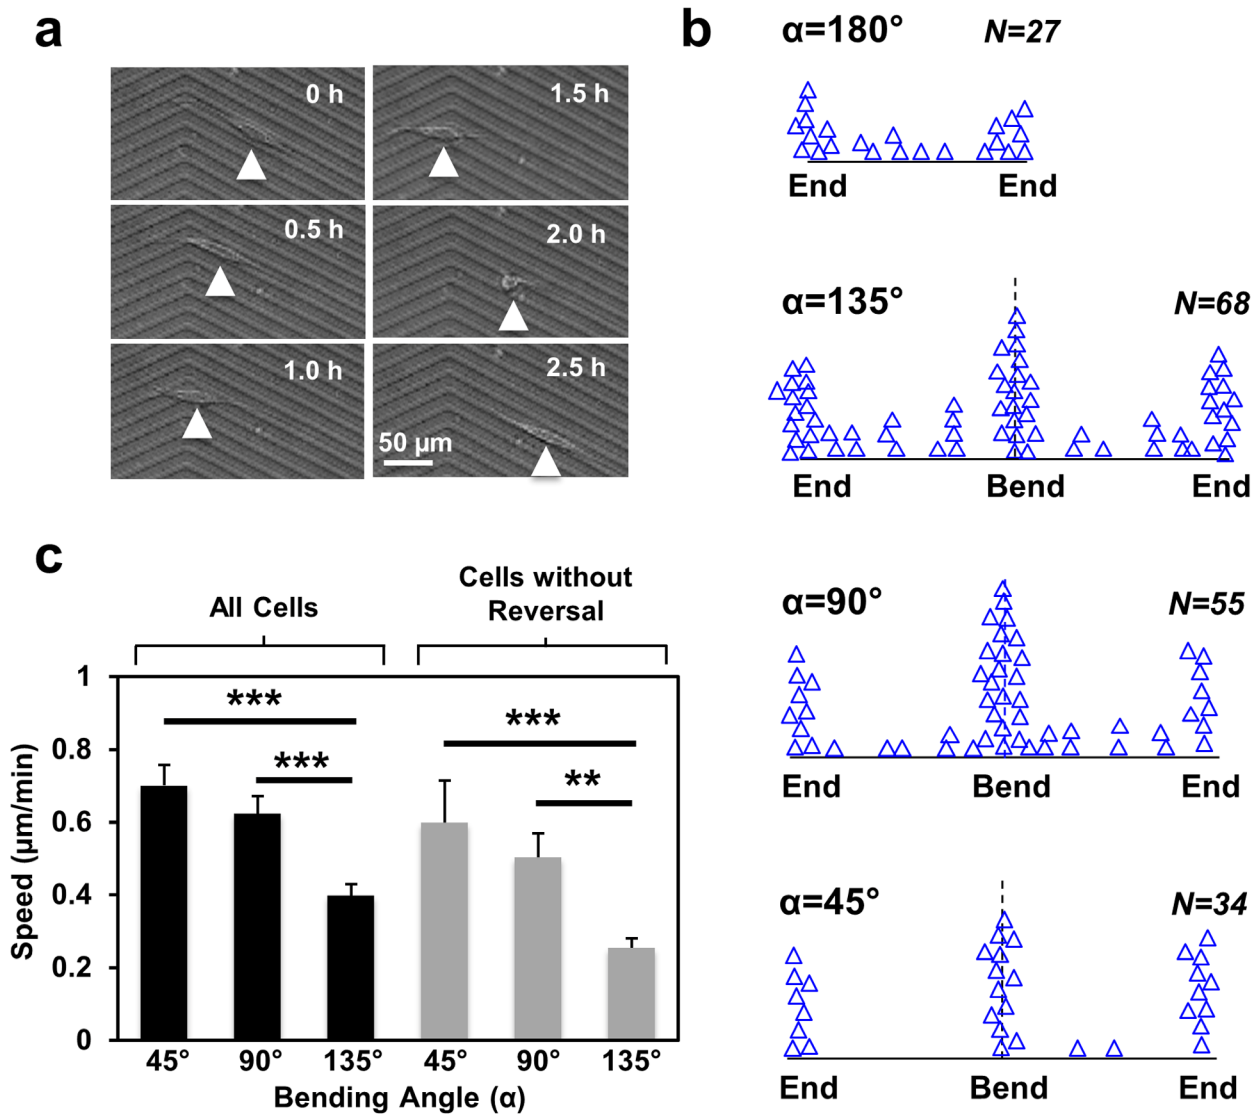 a
0 h
1.5 h
0.5 h
2.0 h
1.0 h
2.5 h
50 µm
b
α=180°
N=27
End
End
α=135°
N=68
End
Bend
End
α=90°
N=55
End
Bend
End
α=45°
N=34
End
Bend
End
c
All Cells
Cells without
Reversal
Speed (µm/min)
1
0.8
0.6
0.4
0.2
0
***
***
***
**
45°
90°
135°
45°
90°
135°
Bending Angle (α)